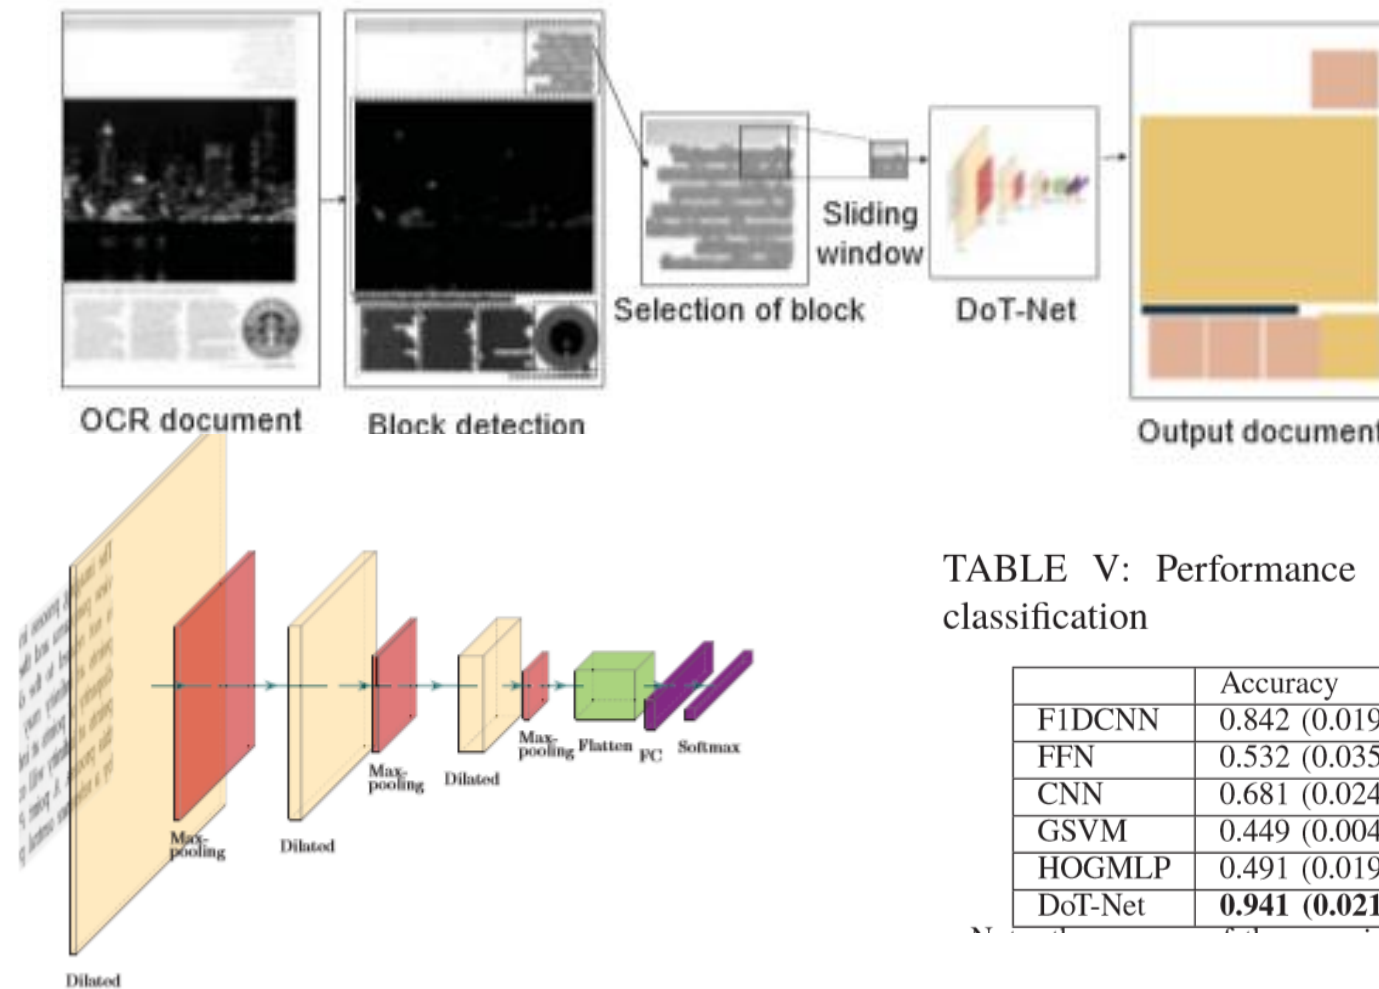 OCR document
Block detection
Selection of block
Sliding
window
DoT-Net
Output document
Dilated
Max-
pooling
Dilated
Max-
pooling
Dilated
Max-
pooling
Flatten
FC
Softmax
TABLE V: Performance
classification
Accuracy
F1DCNN 0.842 (0.019
FFN 0.532 (0.035
CNN 0.681 (0.024
GSVM 0.449 (0.004
HOGMLP 0.491 (0.019
DoT-Net 0.941 (0.021